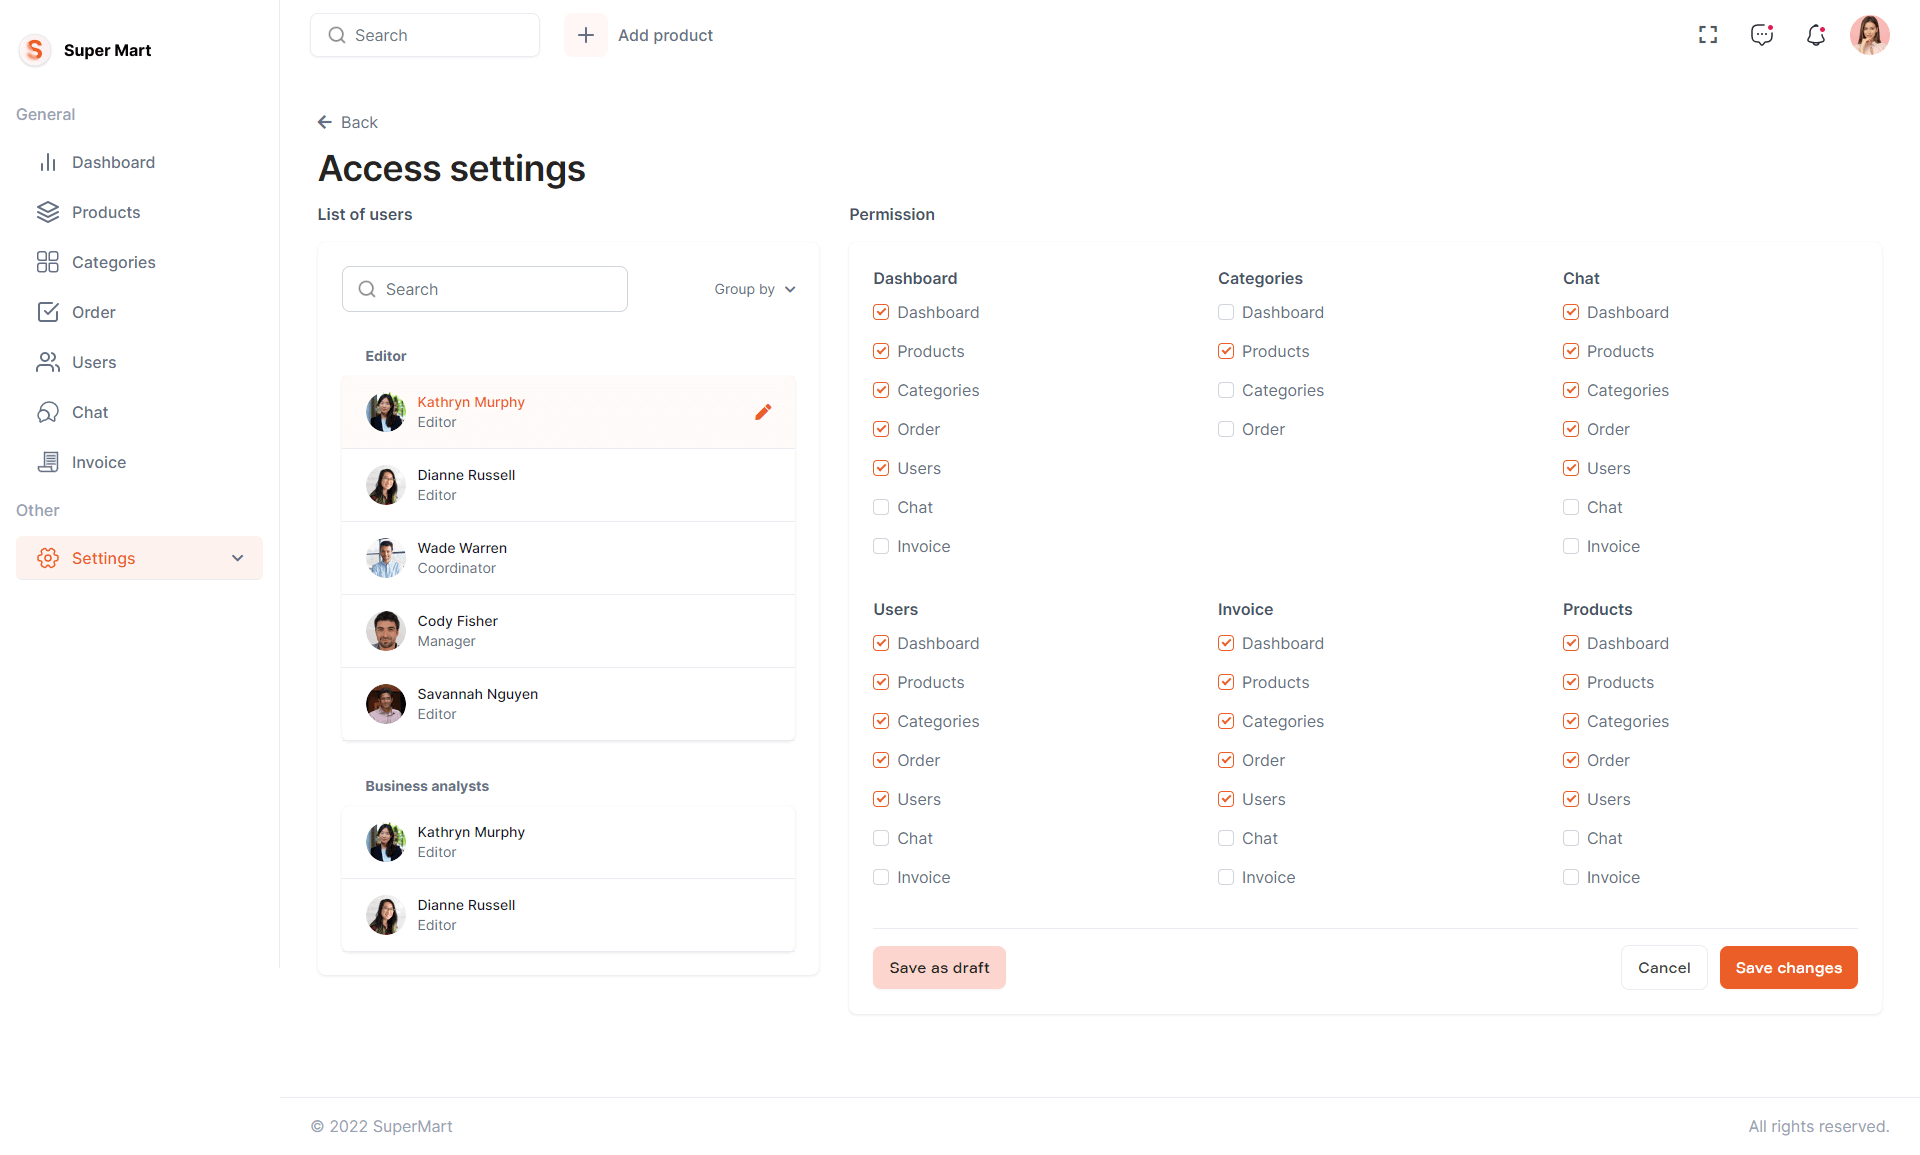 Super Mart
Search
Add product
General
Dashboard
Products
Categories
Order
Users
Chat
Invoice
Other
Settings
Back
Access settings
List of users
Search
Group by
Editor
Kathryn Murphy
Editor
Dianne Russell
Editor
Wade Warren
Coordinator
Cody Fisher
Manager
Savannah Nguyen
Editor
Business analysts
Kathryn Murphy
Editor
Dianne Russell
Editor
Permission
Dashboard
Dashboard
Products
Categories
Order
Users
Chat
Invoice
Categories
Dashboard
Products
Categories
Order
Chat
Dashboard
Products
Categories
Order
Users
Chat
Invoice
Users
Dashboard
Products
Categories
Order
Users
Chat
Invoice
Invoice
Dashboard
Products
Categories
Order
Users
Chat
Invoice
Products
Dashboard
Products
Categories
Order
Users
Chat
Invoice
Save as draft
Cancel
Save changes
© 2022 SuperMart
All rights reserved.